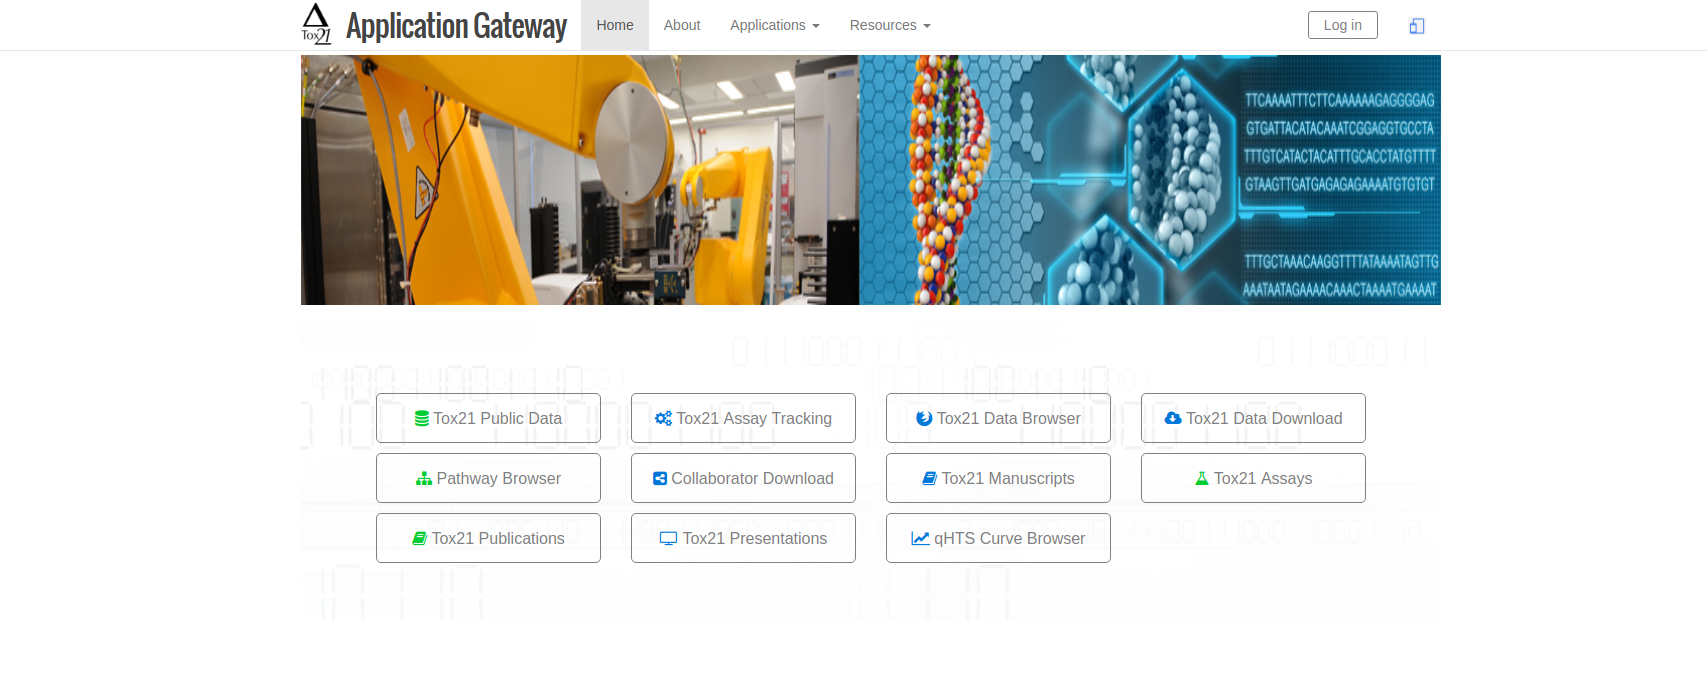 Tox21
Application Gateway
Home
About
Applications
Resources
Log in
TTCAAAATTTCTTCAAAAAAGAGGGGAG
GTGATTACATACAAATCGGAGGTGCCTA
TTTGTCATACTACATTTGCACCTATGTTTT
GTAAGTTGATGAGAGAGAAAATGTGTGT
TTTGCTAAACAAGGTTTTATAAAATAGTTG
AAATAATAGAAAACAAACTAAAATGAAAAT
Tox21 Public Data
Tox21 Assay Tracking
Tox21 Data Browser
Tox21 Data Download
Pathway Browser
Collaborator Download
Tox21 Manuscripts
Tox21 Assays
Tox21 Publications
Tox21 Presentations
qHTS Curve Browser